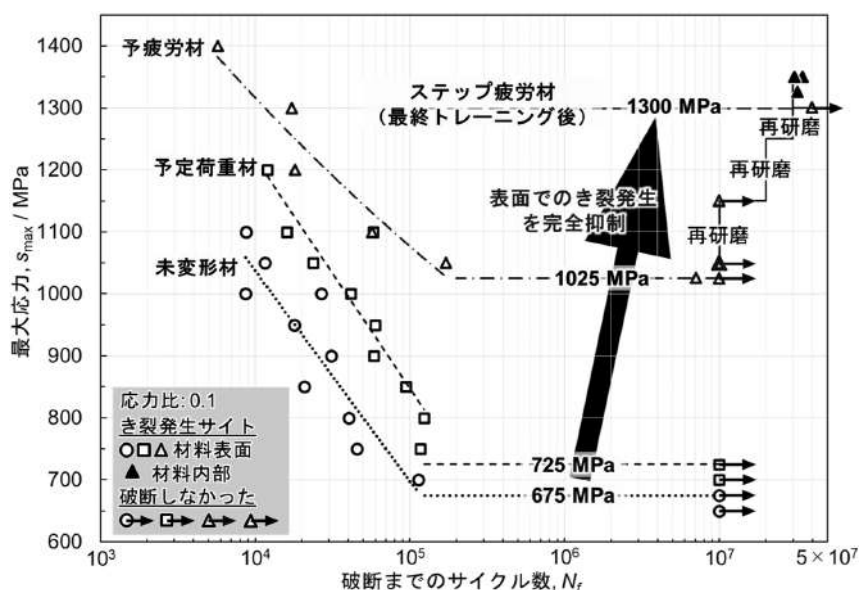 1400
1300
1200
1100
1000
900
800
700
600
最大応力, smax / MPa
予疲労材
ステップ疲労材
(最終トレーニング後)
1300 MPa
再研磨
再研磨
再研磨
予定荷重材
表面でのき裂発生
を完全抑制
未変形材
1025 MPa
応力比: 0.1
き裂発生サイト
材料表面
材料内部
破断しなかった
725 MPa
675 MPa
10³ 10⁴ 10⁵ 10⁶ 10⁷ 5×10⁷
破断までのサイクル数, Nf